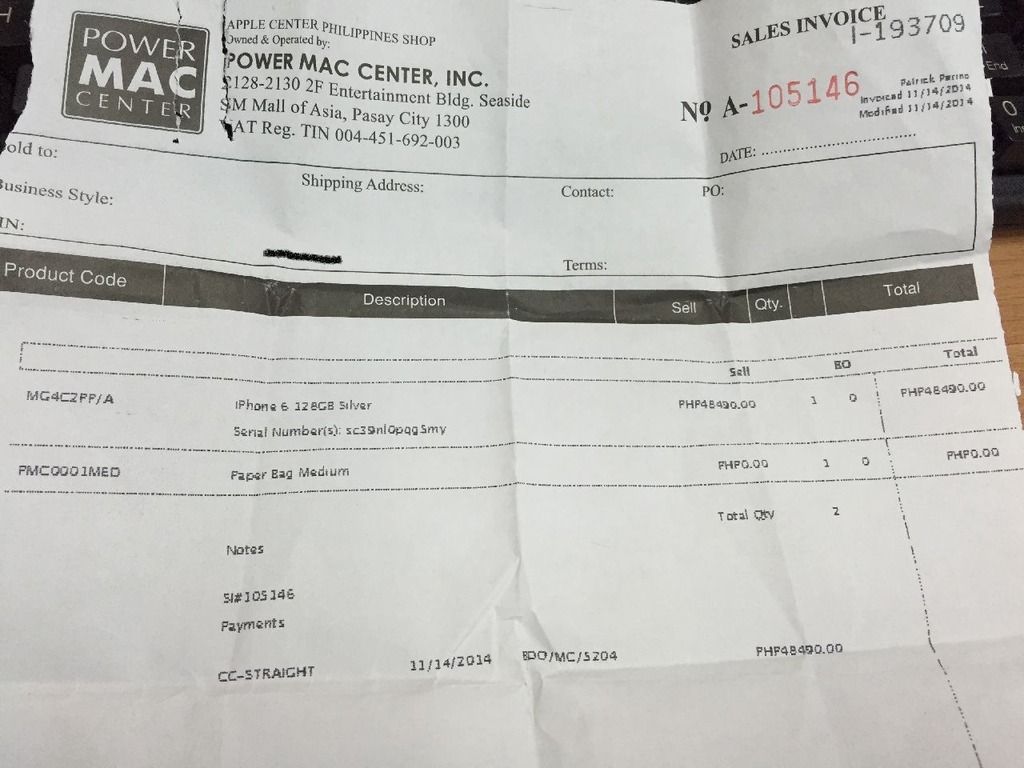 POWER
MAC
CENTER
APPLE CENTER PHILIPPINES SHOP
Owned & Operated by:
POWER MAC CENTER, INC.
2128-2130 2F Entertainment Bldg. Seaside
SM Mall of Asia, Pasay City 1300
VAT Reg. TIN 004-451-692-003
SALES INVOICE
I-193709
Nº A-105146
Patrick
Invoiced 11/14/2014
Modified 11/14/2014
DATE: ....................
old to:
Shipping Address:
Contact:
PO:
Business Style:
IN:
Terms:
Product Code Description Sell Qty. Total
Sell BO Total
MG4C2PP/A iPhone 6 128GB Silver PHP48490.00 1 0 PHP48490.00
Serial Number(s): sc39nl0pqg5my
PMC0001MED Paper Bag Medium PHP0.00 1 0 PHP0.00
Total Qty 2
Notes
SI#105146
Payments
CC-STRAIGHT 11/14/2014 BDO/MC/5204 PHP48490.00
End
0
In